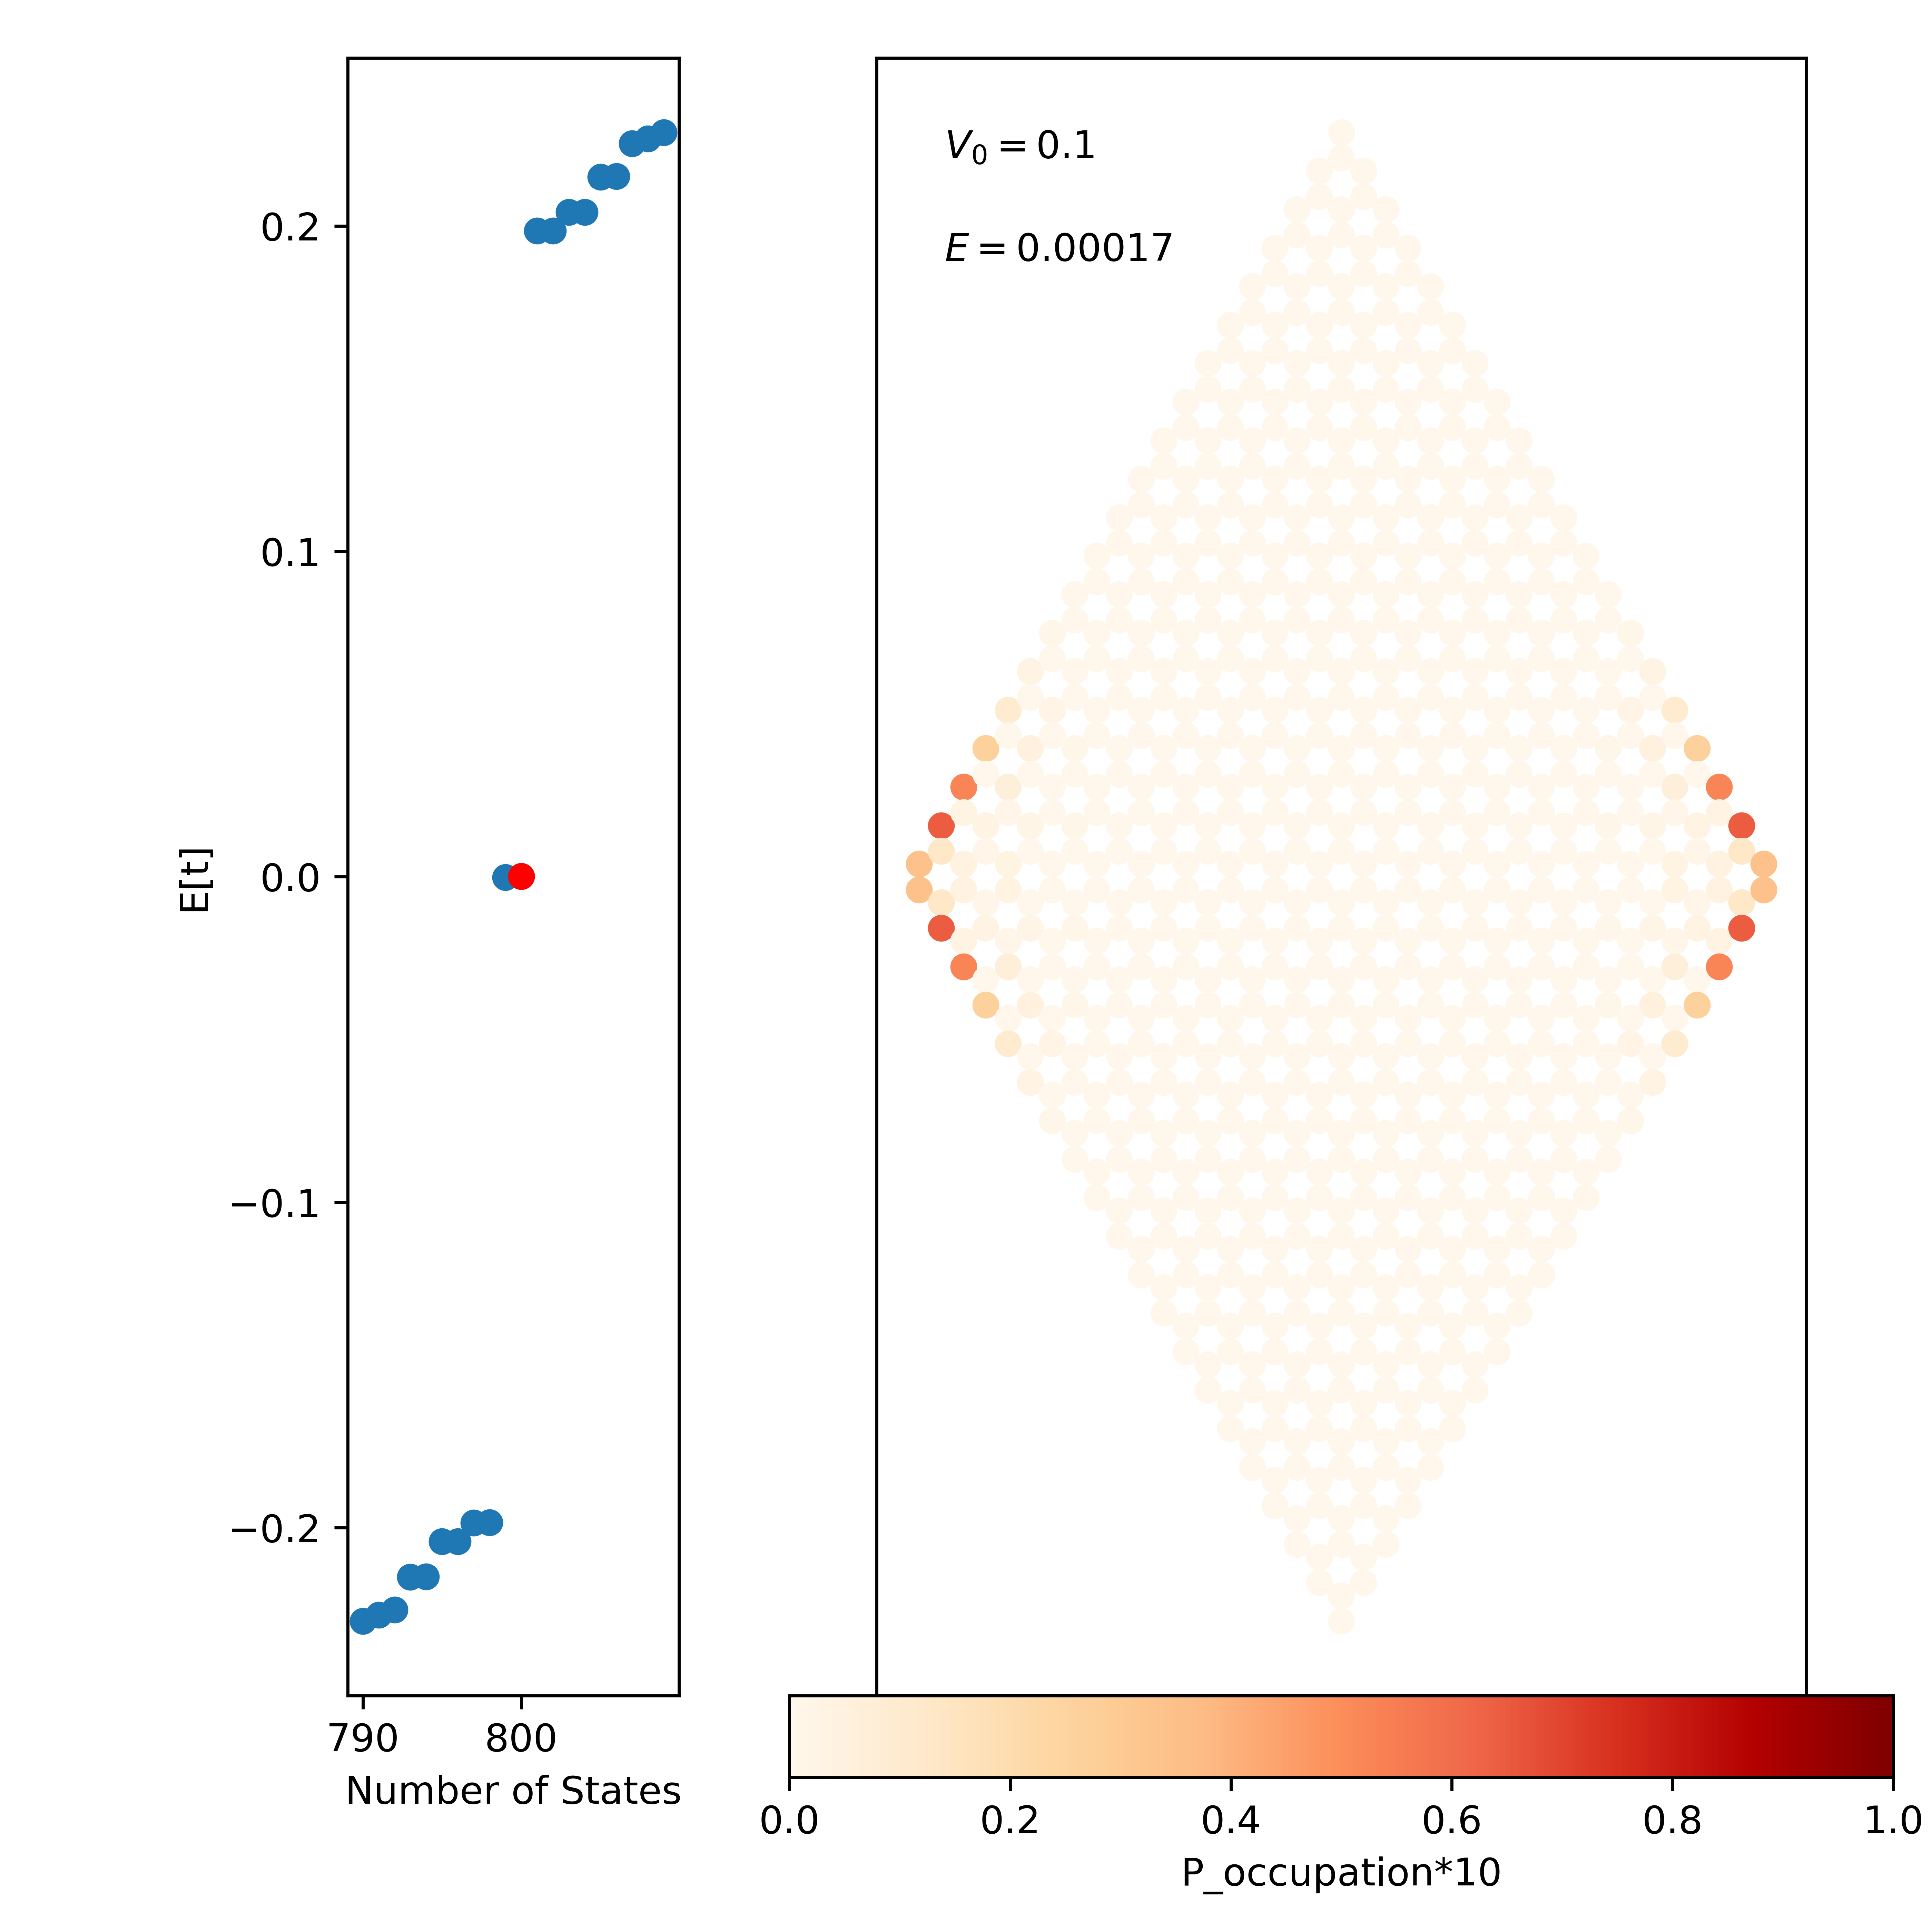 V₀ = 0.1
E = 0.00017
0.2
0.1
0.0
−0.1
−0.2
E[t]
790 800
Number of States
0.0 0.2 0.4 0.6 0.8 1.0
P_occupation*10